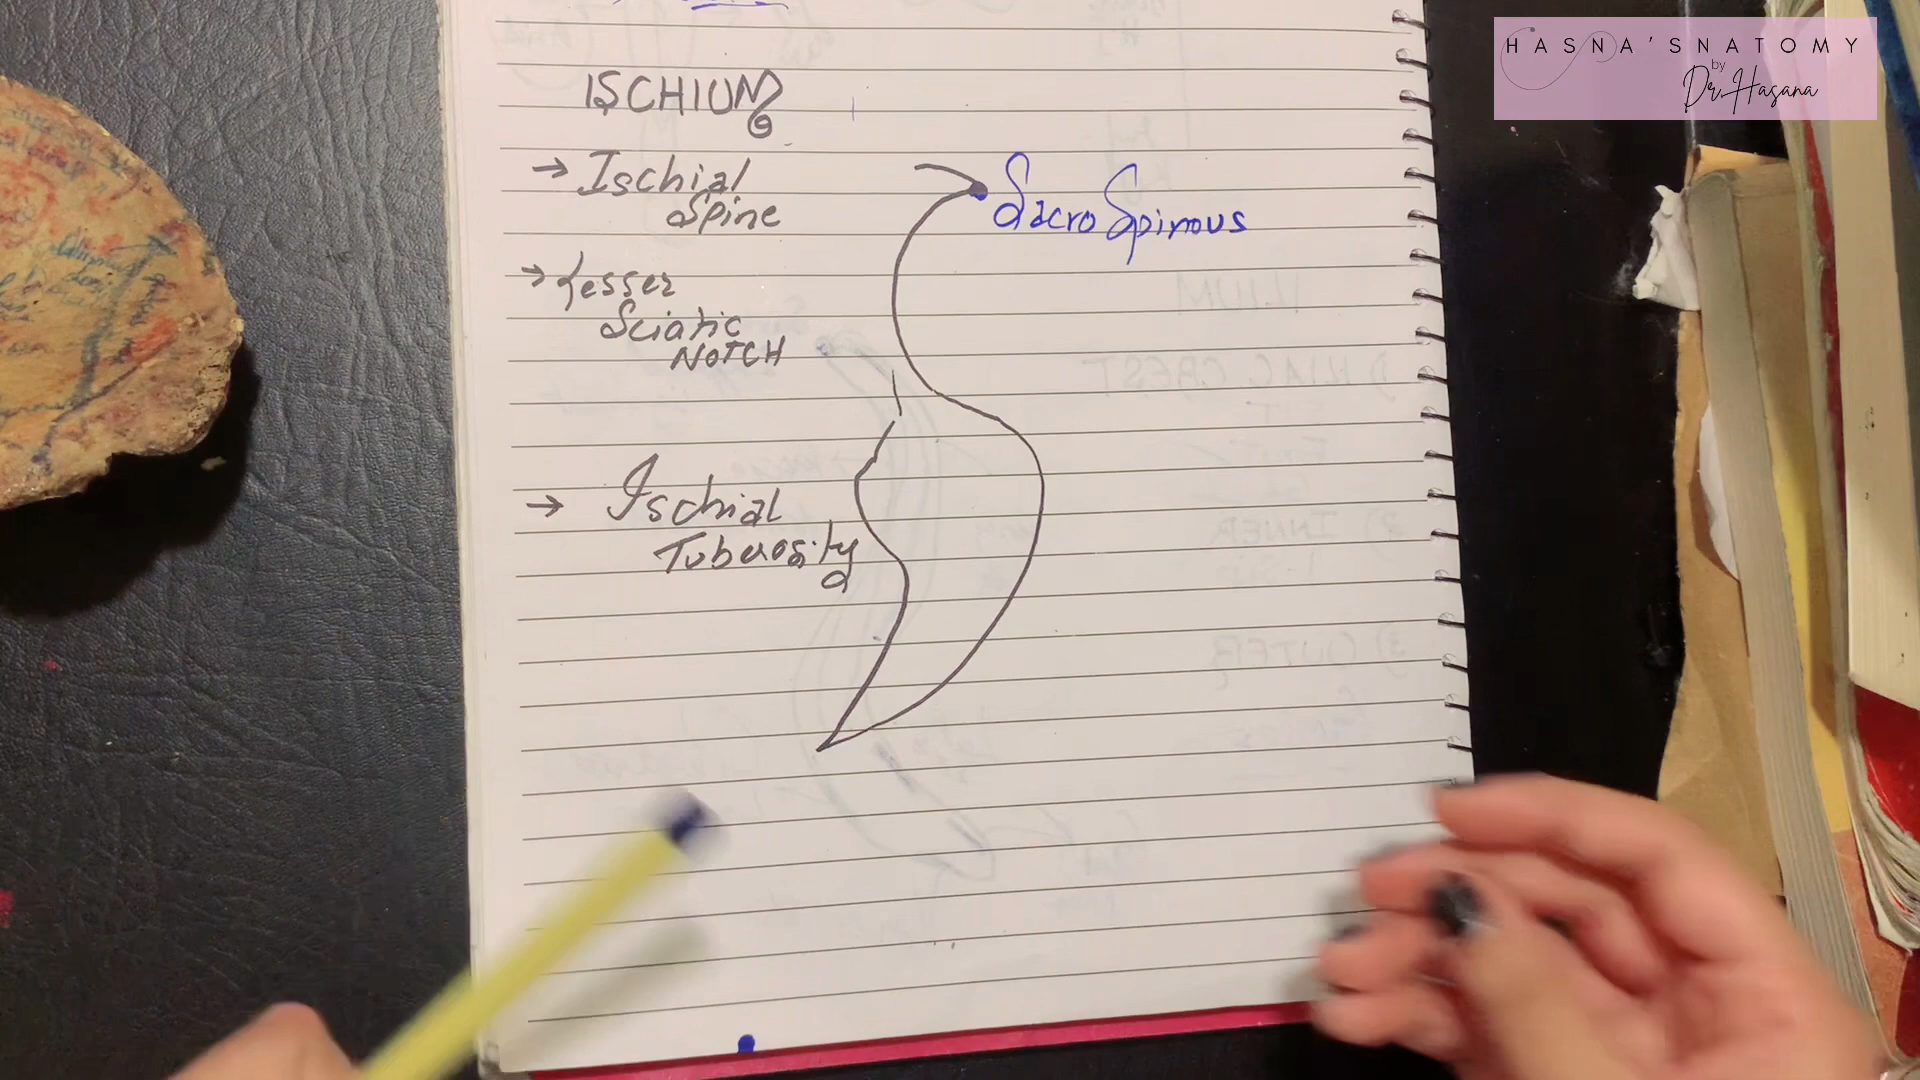 HASNA'SNATOMY
by
Dr.Hasana
ISCHIUM
→ Ischial
Spine
→ Lesser
Sciatic
NOTCH
→ Ischial
Tuberosity
Sacro Spinous